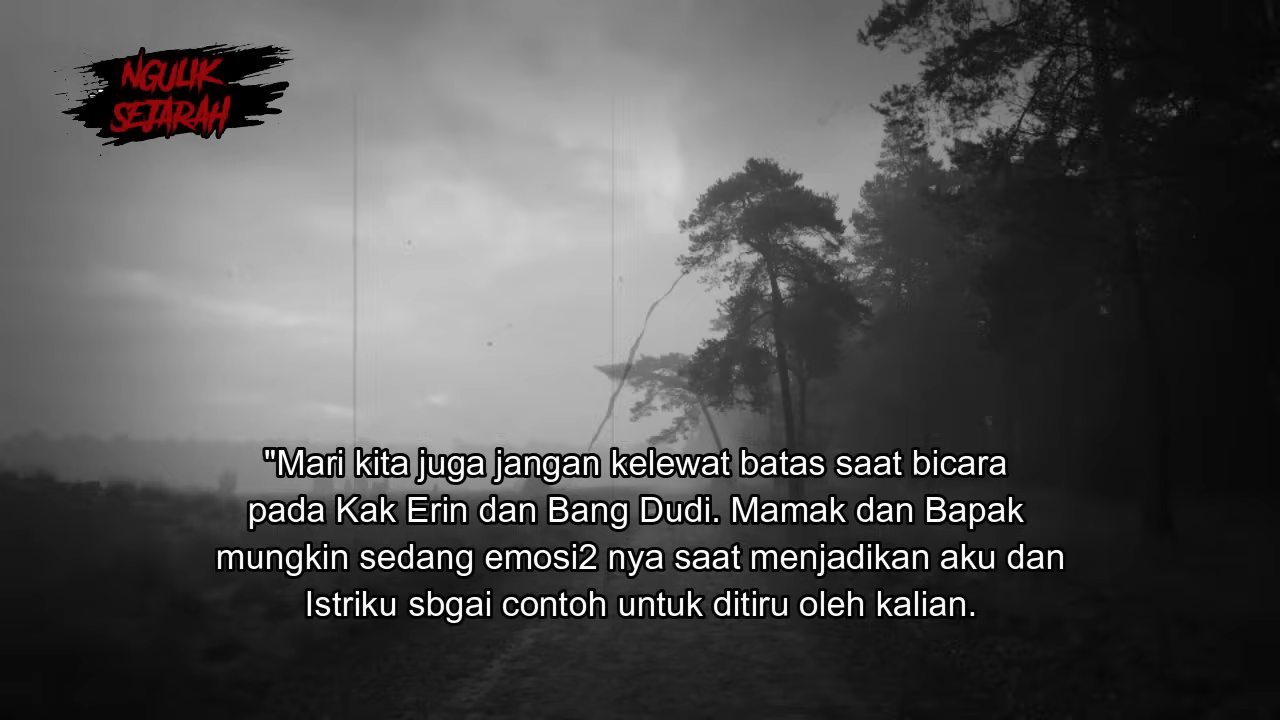 NGULIK
SEJARAH
"Mari kita juga jangan kelewat batas saat bicara
pada Kak Erin dan Bang Dudi. Mamak dan Bapak
mungkin sedang emosi2 nya saat menjadikan aku dan
Istriku sbgai contoh untuk ditiru oleh kalian.